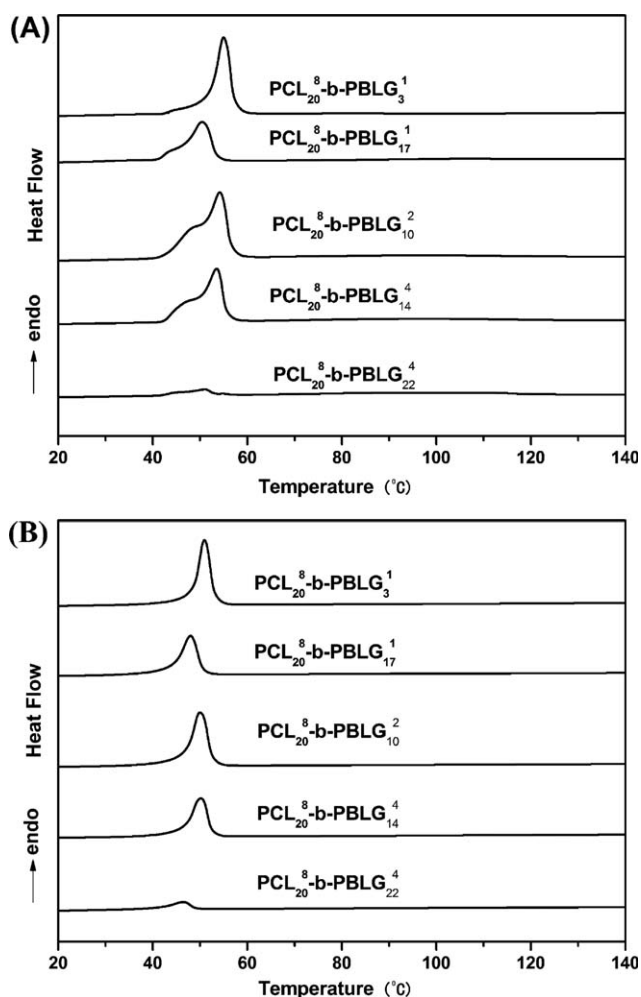 (A)
PCL₂₀⁸-b-PBLG₃¹
PCL₂₀⁸-b-PBLG₁₇¹
PCL₂₀⁸-b-PBLG₁₀²
PCL₂₀⁸-b-PBLG₁₄⁴
PCL₂₀⁸-b-PBLG₂₂⁴
→ endo Heat Flow
20 40 60 80 100 120 140
Temperature (℃)
(B)
PCL₂₀⁸-b-PBLG₃¹
PCL₂₀⁸-b-PBLG₁₇¹
PCL₂₀⁸-b-PBLG₁₀²
PCL₂₀⁸-b-PBLG₁₄⁴
PCL₂₀⁸-b-PBLG₂₂⁴
→ endo Heat Flow
20 40 60 80 100 120 140
Temperature (℃)